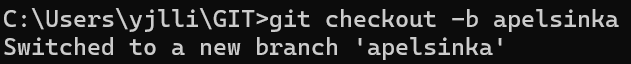 C:\Users\yjlli\GIT>git checkout -b apelsinka
Switched to a new branch 'apelsinka'